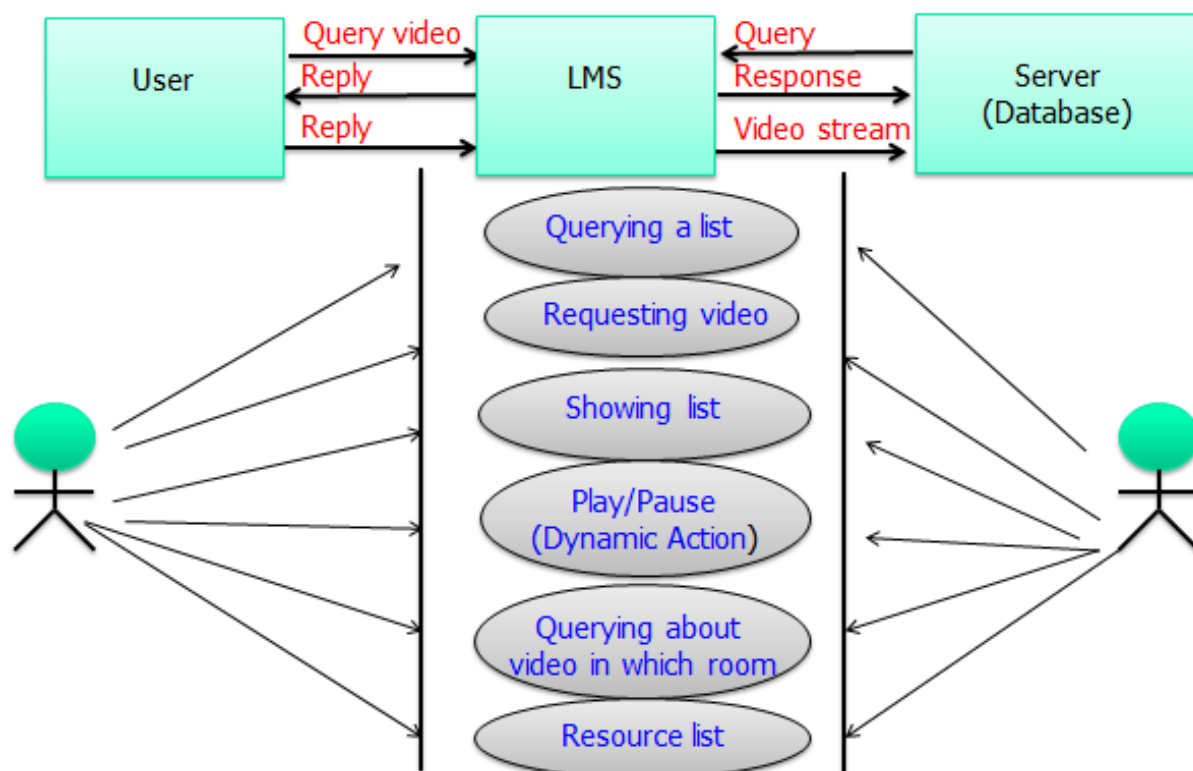 Query video
Reply
Reply
User
LMS
Query
Response
Video stream
Server
(Database)
Querying a list
Requesting video
Showing list
Play/Pause
(Dynamic Action)
Querying about
video in which room
Resource list